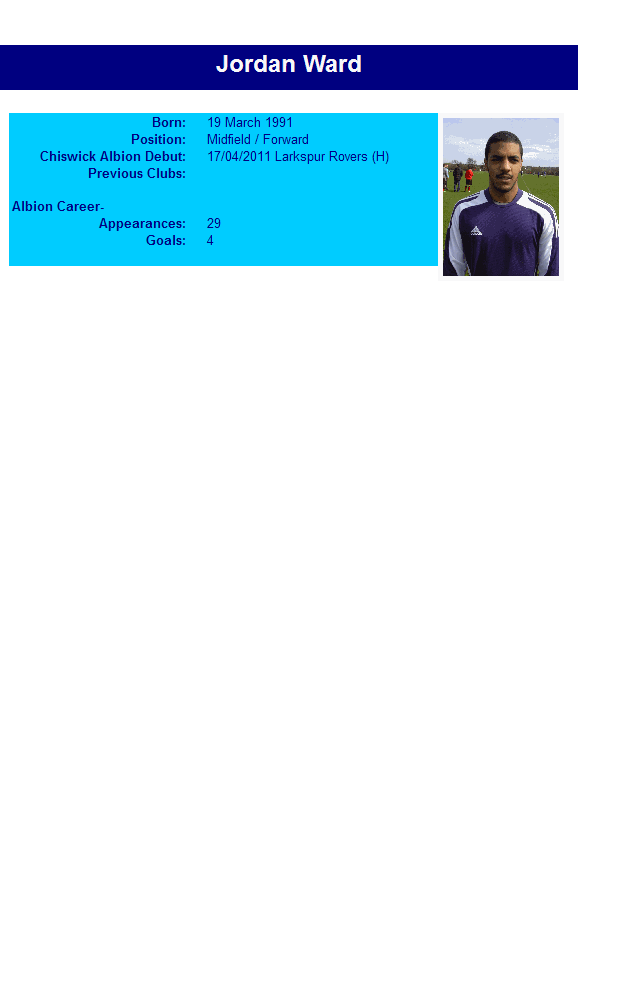 Jordan Ward
Born: 19 March 1991
Position: Midfield / Forward
Chiswick Albion Debut: 17/04/2011 Larkspur Rovers (H)
Previous Clubs:
Albion Career-
Appearances: 29
Goals: 4